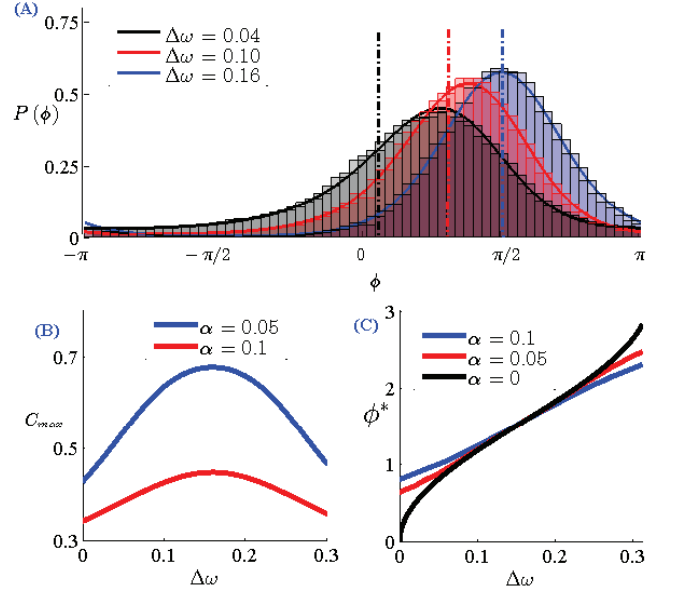 (A)
0.75
Δω = 0.04
Δω = 0.10
Δω = 0.16
0.5
P (ϕ)
0.25
0
−π
−π/2
0
π/2
π
ϕ
(B)
α = 0.05
α = 0.1
0.7
C_max
0.5
0.3
0
0.1
0.2
0.3
Δω
(C)
3
α = 0.1
α = 0.05
α = 0
2
ϕ*
1
0
0
0.1
0.2
0.3
Δω